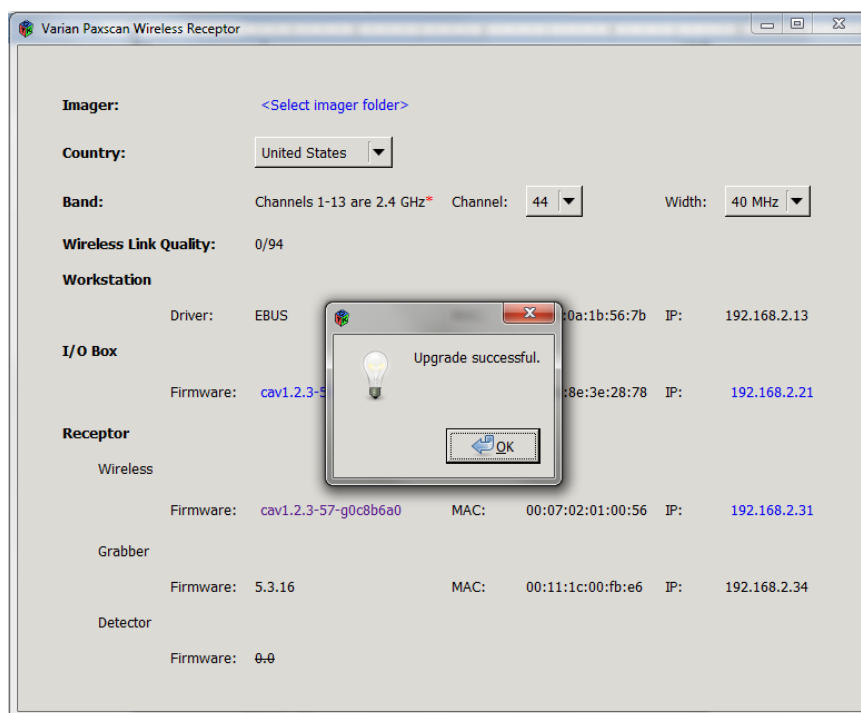 Varian Paxscan Wireless Receptor
Imager: <Select imager folder>
Country: United States
Band: Channels 1-13 are 2.4 GHz* Channel: 44 Width: 40 MHz
Wireless Link Quality: 0/94
Workstation
Driver: EBUS :0a:1b:56:7b IP: 192.168.2.13
Upgrade successful.
OK
I/O Box
Firmware: cav1.2.3-5 :8e:3e:28:78 IP: 192.168.2.21
Receptor
Wireless
Firmware: cav1.2.3-57-g0c8b6a0 MAC: 00:07:02:01:00:56 IP: 192.168.2.31
Grabber
Firmware: 5.3.16 MAC: 00:11:1c:00:fb:e6 IP: 192.168.2.34
Detector
Firmware: 0.0